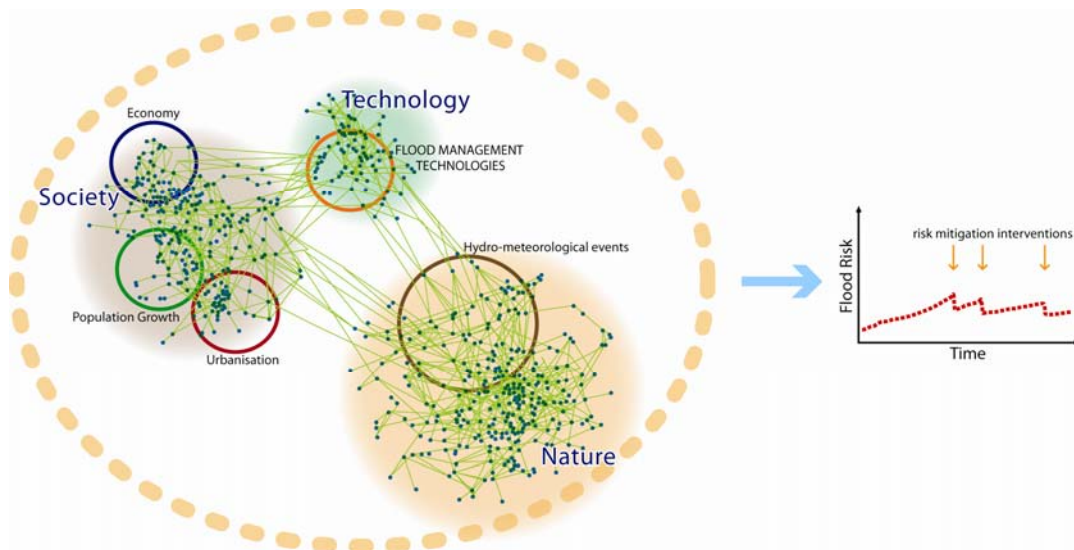 Technology
Economy
FLOOD MANAGEMENT
TECHNOLOGIES
Society
Hydro-meteorological events
Population Growth
Urbanisation
Nature
risk mitigation interventions
Flood Risk
Time